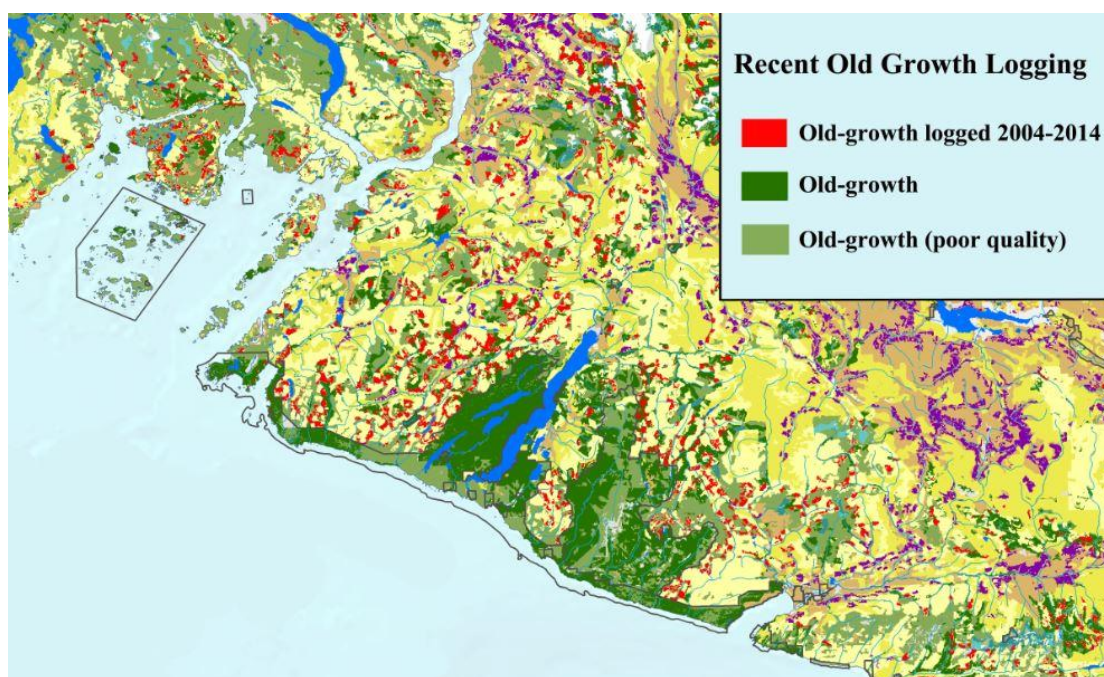 Recent Old Growth Logging
Old-growth logged 2004-2014
Old-growth
Old-growth (poor quality)